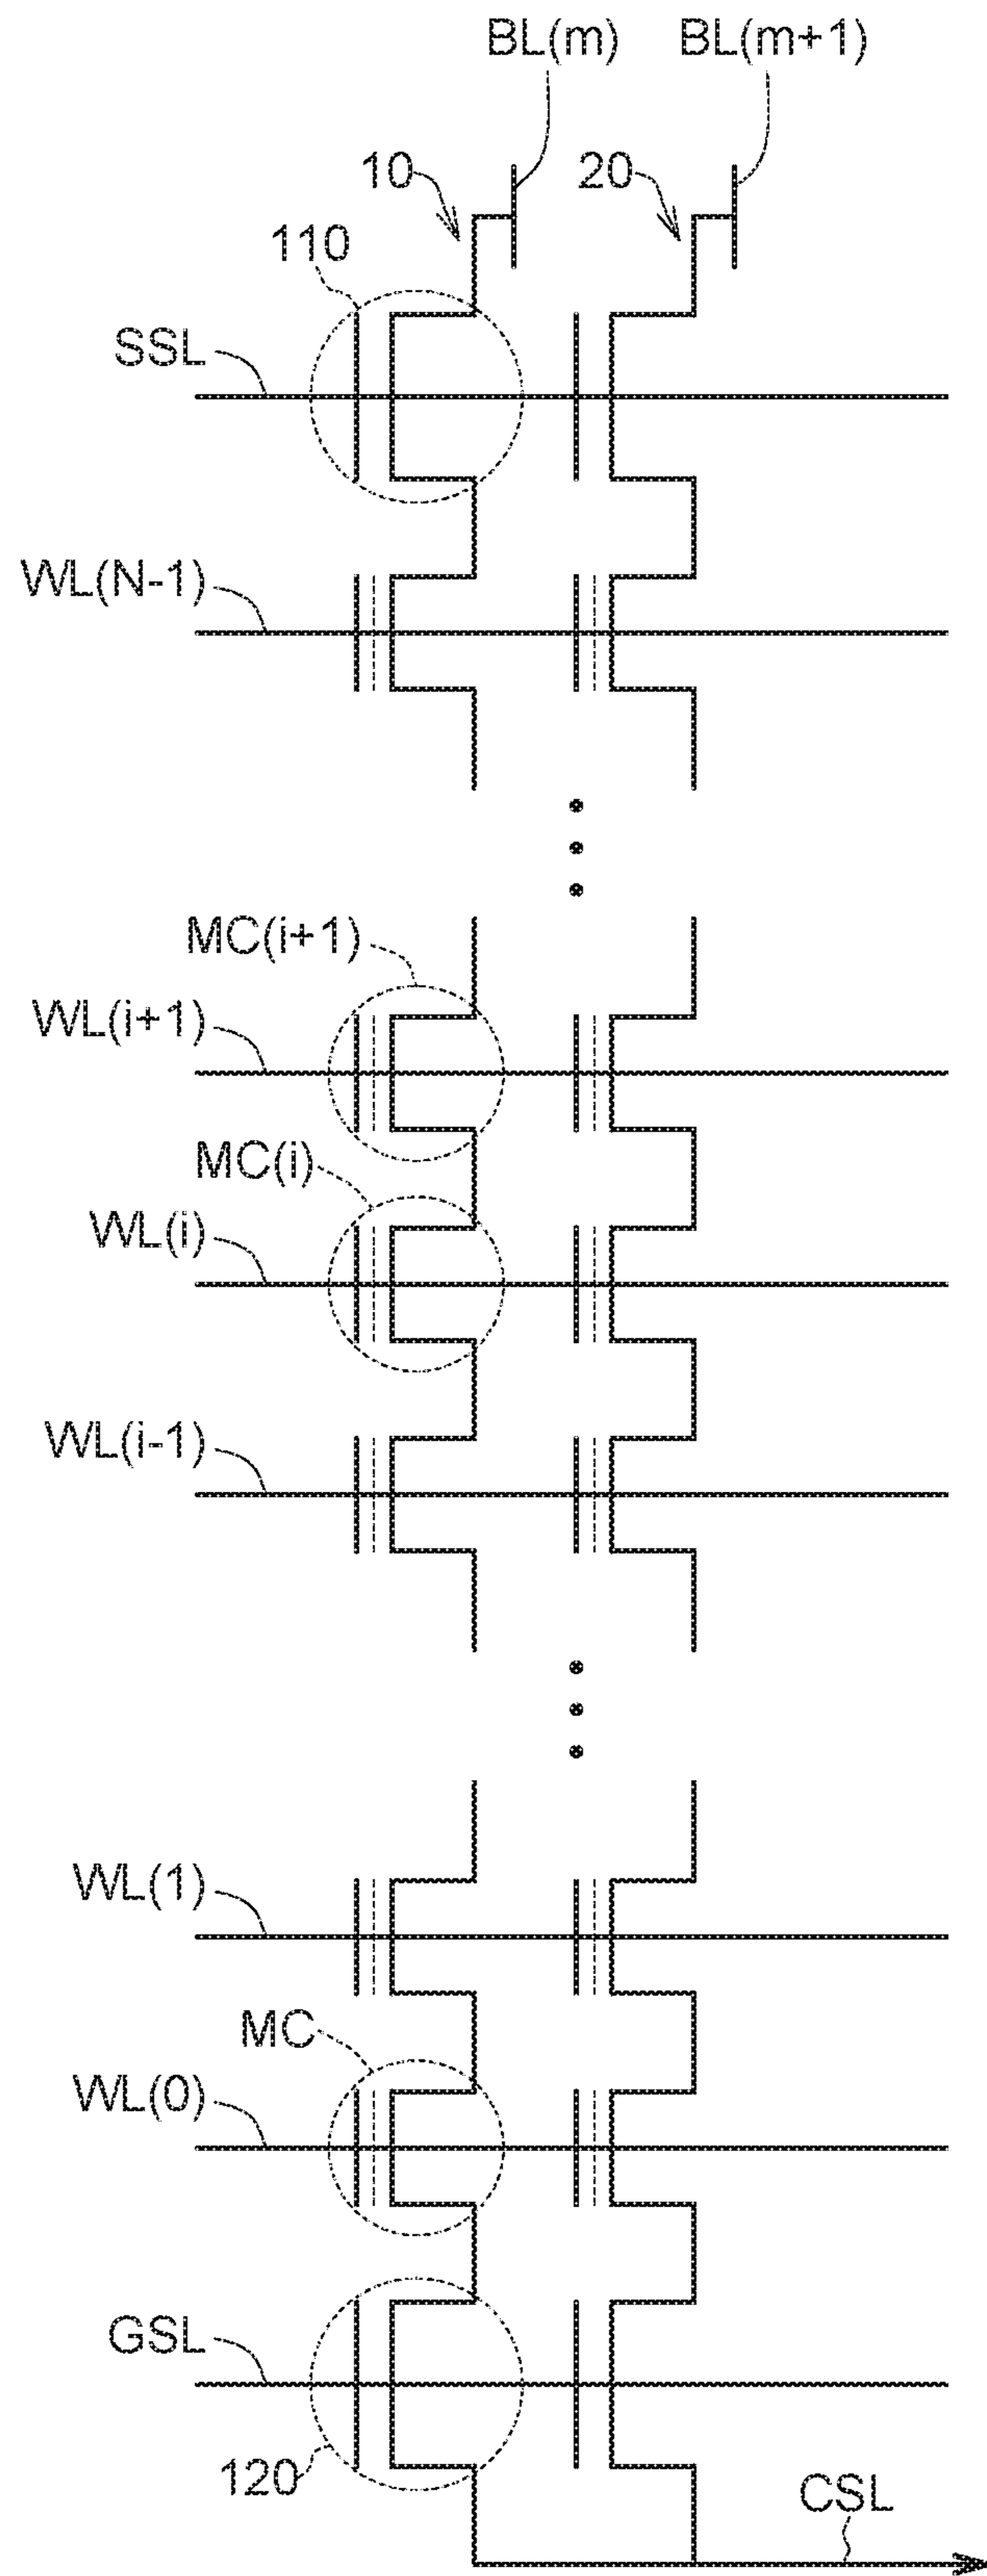 BL(m) BL(m+1)
10 20
110
SSL
WL(N-1)
MC(i+1)
WL(i+1)
MC(i)
WL(i)
WL(i-1)
WL(1)
MC
WL(0)
GSL
120
CSL